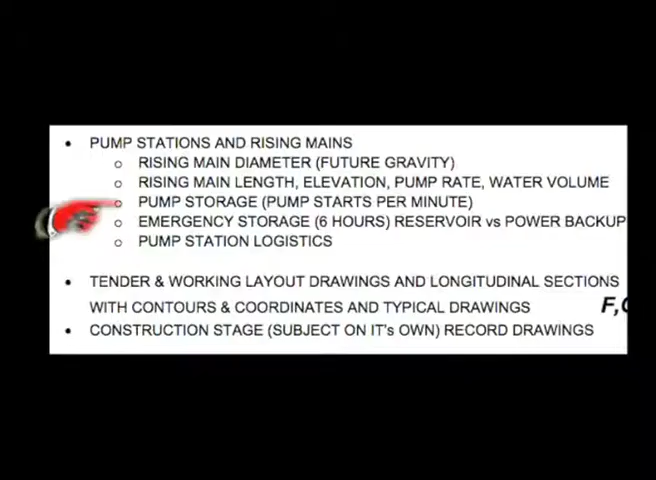 • PUMP STATIONS AND RISING MAINS
o RISING MAIN DIAMETER (FUTURE GRAVITY)
o RISING MAIN LENGTH, ELEVATION, PUMP RATE, WATER VOLUME
o PUMP STORAGE (PUMP STARTS PER MINUTE)
o EMERGENCY STORAGE (6 HOURS) RESERVOIR vs POWER BACKUP
o PUMP STATION LOGISTICS
• TENDER & WORKING LAYOUT DRAWINGS AND LONGITUDINAL SECTIONS
WITH CONTOURS & COORDINATES AND TYPICAL DRAWINGS F,
• CONSTRUCTION STAGE (SUBJECT ON IT's OWN) RECORD DRAWINGS